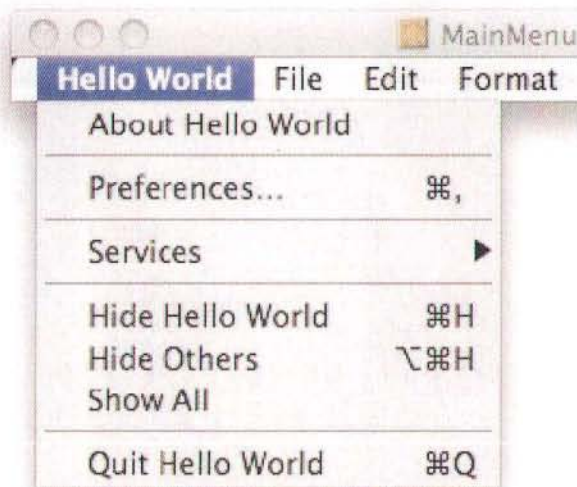 MainMenu
Hello World File Edit Format
About Hello World
Preferences... ⌘,
Services ▶
Hide Hello World ⌘H
Hide Others ⌥⌘H
Show All
Quit Hello World ⌘Q